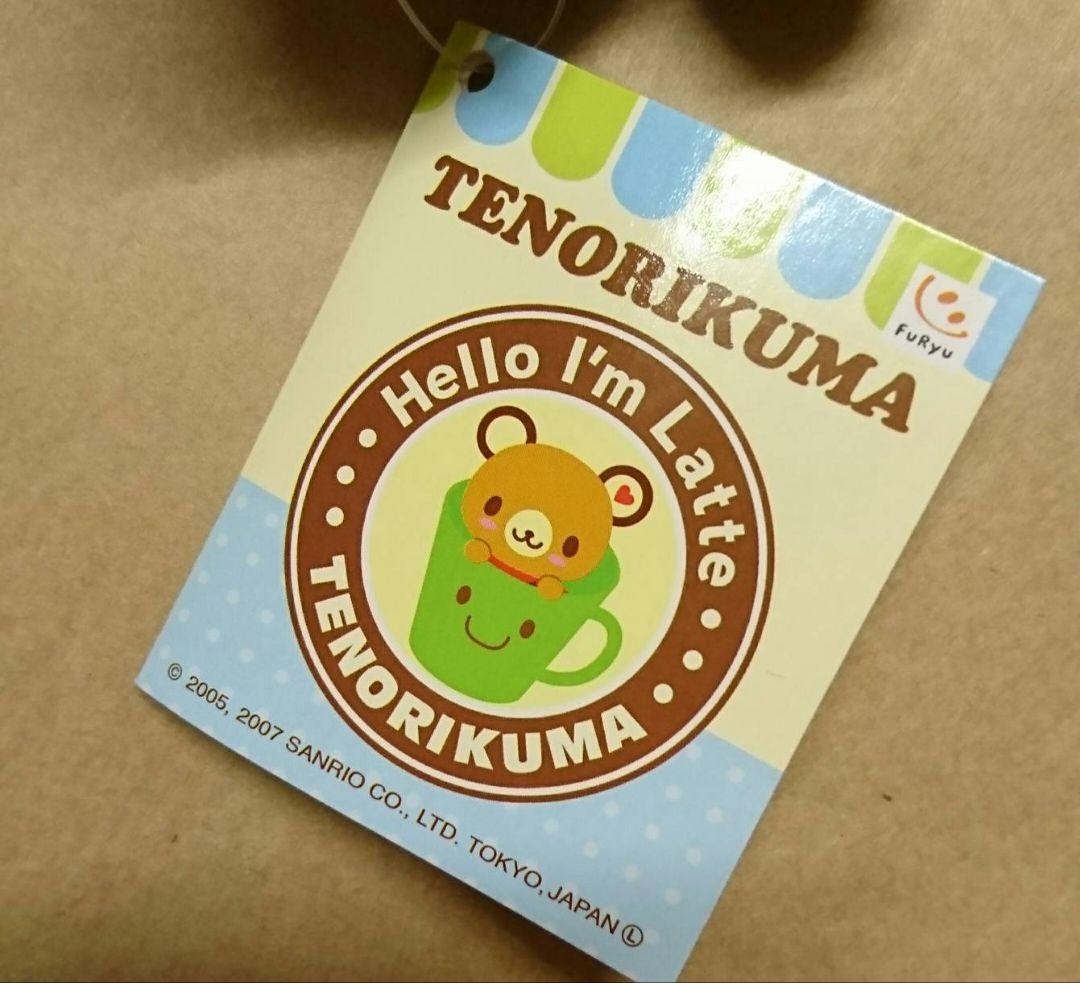 TENORIKUMA
FuRyu
Hello I'm Latte
TENORIKUMA
© 2005, 2007 SANRIO CO., LTD. TOKYO, JAPAN Ⓛ